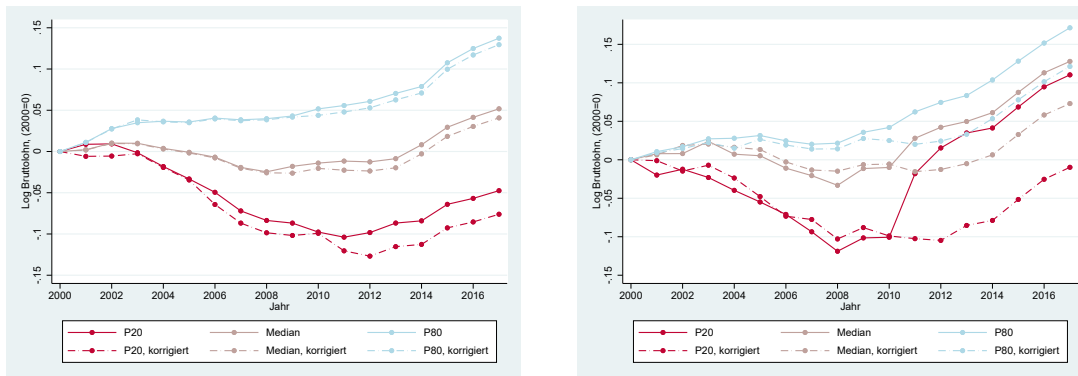 Log Bruttolohn, (2000=0)
.15
.1
.05
0
-.05
-.1
-.15
2000 2002 2004 2006 2008 2010 2012 2014 2016
Jahr
P20 Median P80
P20, korrigiert Median, korrigiert P80, korrigiert
Log Bruttolohn, (2000=0)
.15
.1
.05
0
-.05
-.1
-.15
2000 2002 2004 2006 2008 2010 2012 2014 2016
Jahr
P20 Median P80
P20, korrigiert Median, korrigiert P80, korrigiert